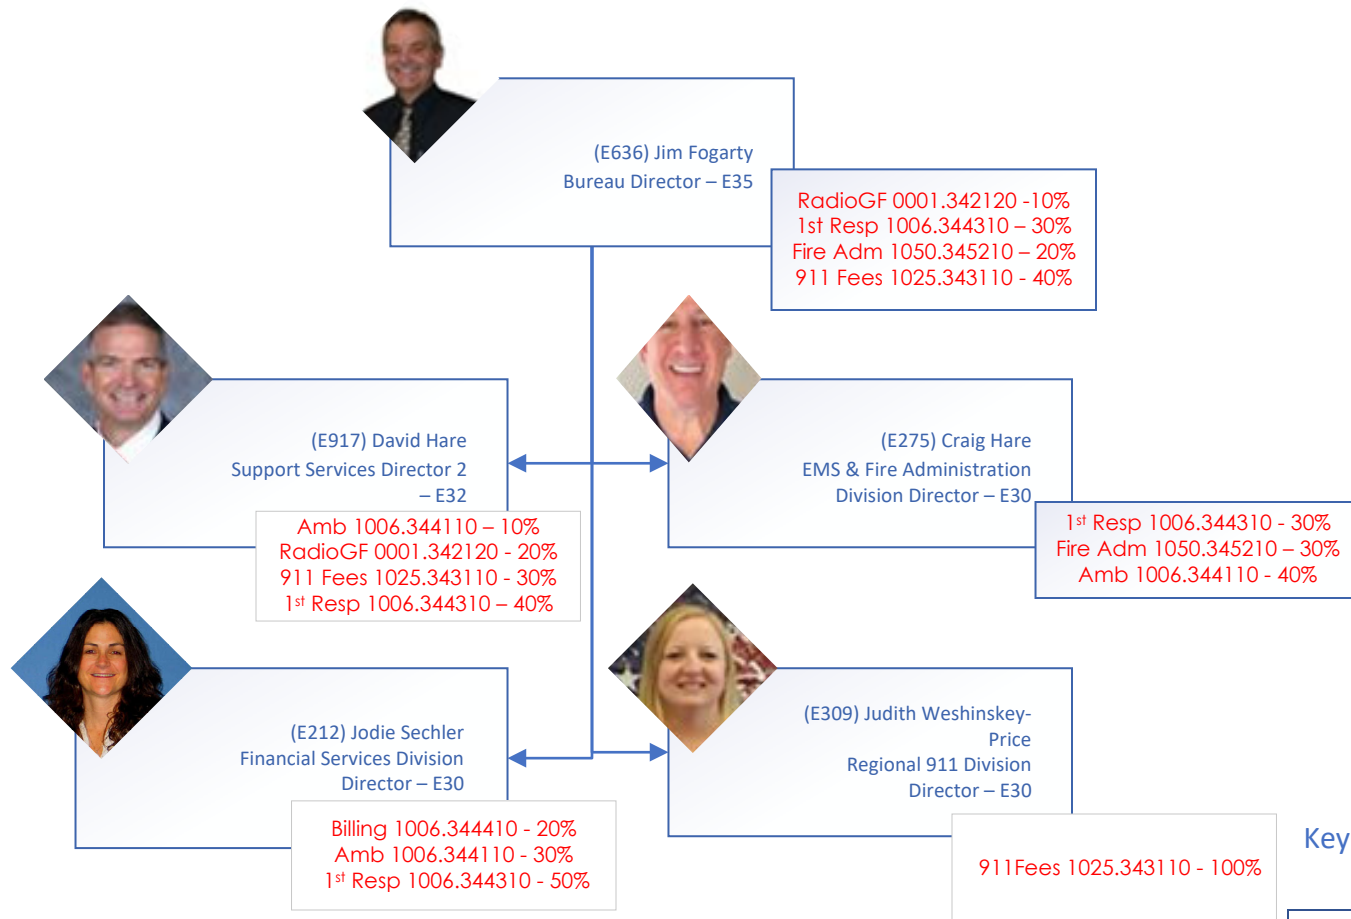 (E636) Jim Fogarty
Bureau Director – E35
RadioGF 0001.342120 -10%
1st Resp 1006.344310 – 30%
Fire Adm 1050.345210 – 20%
911 Fees 1025.343110 - 40%
(E917) David Hare
Support Services Director 2
– E32
Amb 1006.344110 – 10%
RadioGF 0001.342120 - 20%
911 Fees 1025.343110 - 30%
1st Resp 1006.344310 – 40%
(E275) Craig Hare
EMS & Fire Administration
Division Director – E30
1st Resp 1006.344310 - 30%
Fire Adm 1050.345210 – 30%
Amb 1006.344110 - 40%
(E212) Jodie Sechler
Financial Services Division
Director – E30
Billing 1006.344410 - 20%
Amb 1006.344110 - 30%
1st Resp 1006.344310 - 50%
(E309) Judith Weshinskey-
Price
Regional 911 Division
Director – E30
911Fees 1025.343110 - 100%
Key